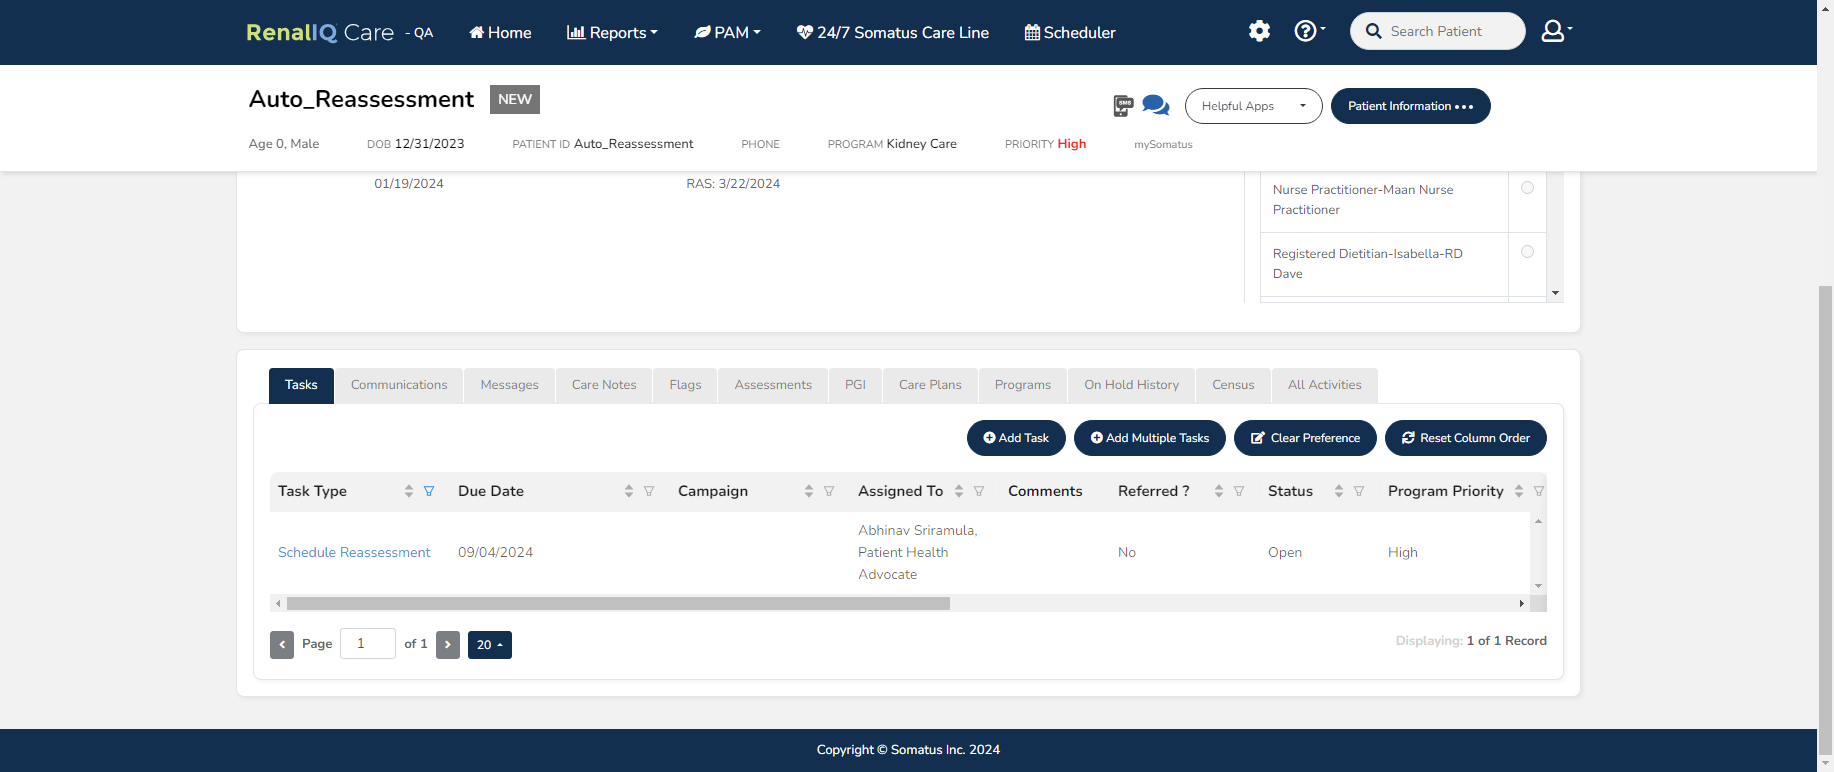 RenalIQ Care - QA Home Reports PAM 24/7 Somatus Care Line Scheduler Search Patient
Auto_Reassessment NEW SMS Helpful Apps Patient Information
Age 0, Male DOB 12/31/2023 PATIENT ID Auto_Reassessment PHONE PROGRAM Kidney Care PRIORITY High mySomatus
01/19/2024 RAS: 3/22/2024
Nurse Practitioner-Maan Nurse
Practitioner
Registered Dietitian-Isabella-RD
Dave
Tasks Communications Messages Care Notes Flags Assessments PGI Care Plans Programs On Hold History Census All Activities
Add Task Add Multiple Tasks Clear Preference Reset Column Order
Task Type Due Date Campaign Assigned To Comments Referred ? Status Program Priority
Schedule Reassessment 09/04/2024 Abhinav Sriramula, No Open High
Patient Health
Advocate
Page 1 of 1 20 Displaying: 1 of 1 Record
Copyright © Somatus Inc. 2024